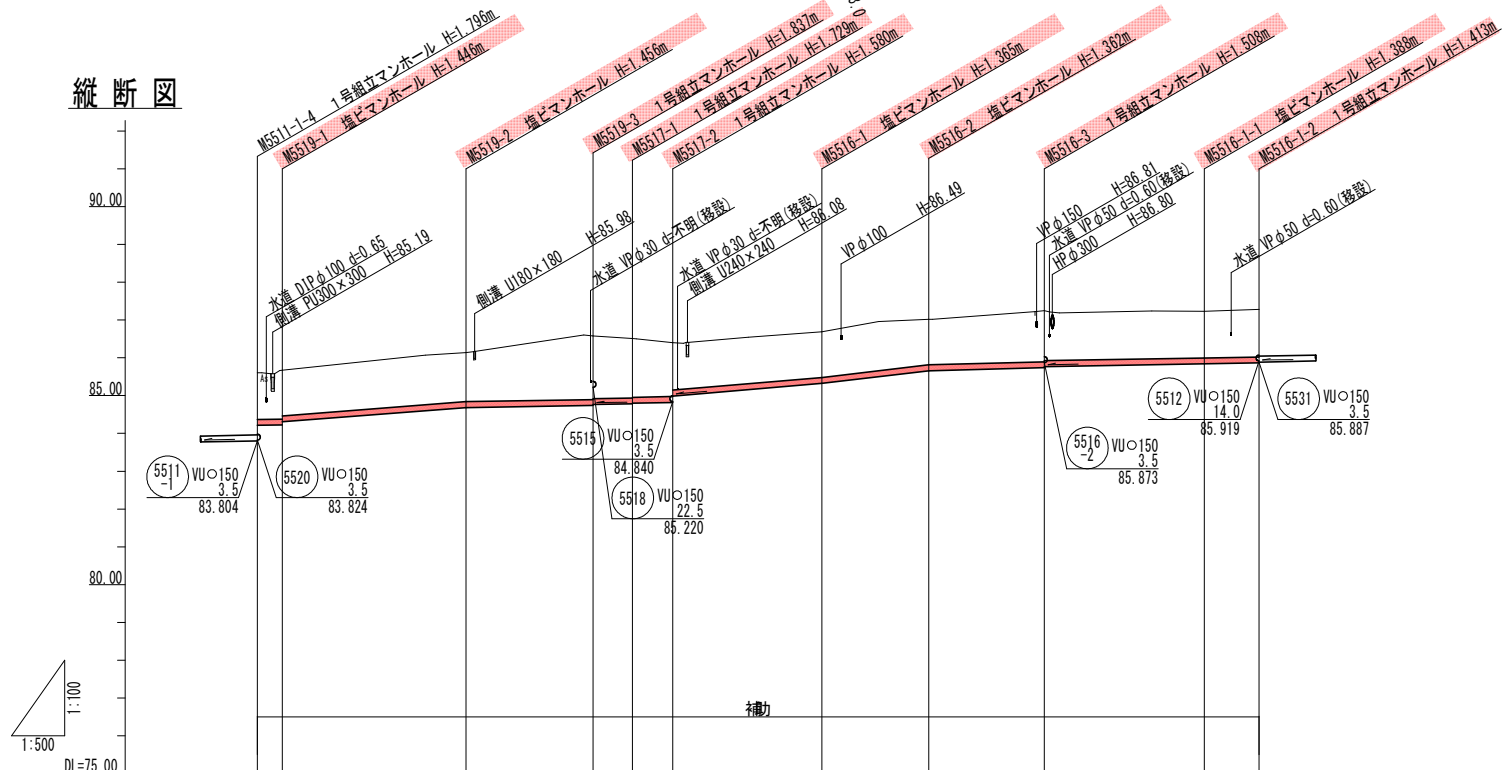 縦断図
M5511-1-4 1号組立マンホール H=1.796m
M5519-1 塩ビマンホール H=1.446m
M5519-2 塩ビマンホール H=1.456m
M5519-3 1号組立マンホール H=1.837m
M5517-1 1号組立マンホール H=1.729m
M5517-2 1号組立マンホール H=1.580m
M5516-1 塩ビマンホール H=1.365m
M5516-2 塩ビマンホール H=1.362m
M5516-3 1号組立マンホール H=1.508m
M5516-1-1 塩ビマンホール H=1.388m
M5516-1-2 1号組立マンホール H=1.413m
水道 DIPφ100 d=0.65
側溝 PU300×300 H=85.19
側溝 U180×180 H=85.98
水道 VPφ30 d=不明(移設)
水道 VPφ30 d=不明(移設)
側溝 U240×240 H=86.08
VPφ100 H=86.49
VPφ150 H=86.81
水道 VPφ50 d=0.60(移設)
HPφ300 H=86.80
水道 VPφ50 d=0.60(移設)
90.00
85.00
80.00
DL=75.00
As
5511-1 VU○150
3.5
83.804
5520 VU○150
3.5
83.824
5515 VU○150
3.5
84.840
5518 VU○150
22.5
85.220
5516-2 VU○150
3.5
85.873
5512 VU○150
14.0
85.919
5531 VU○150
3.5
85.887
補助
1:100
1:500